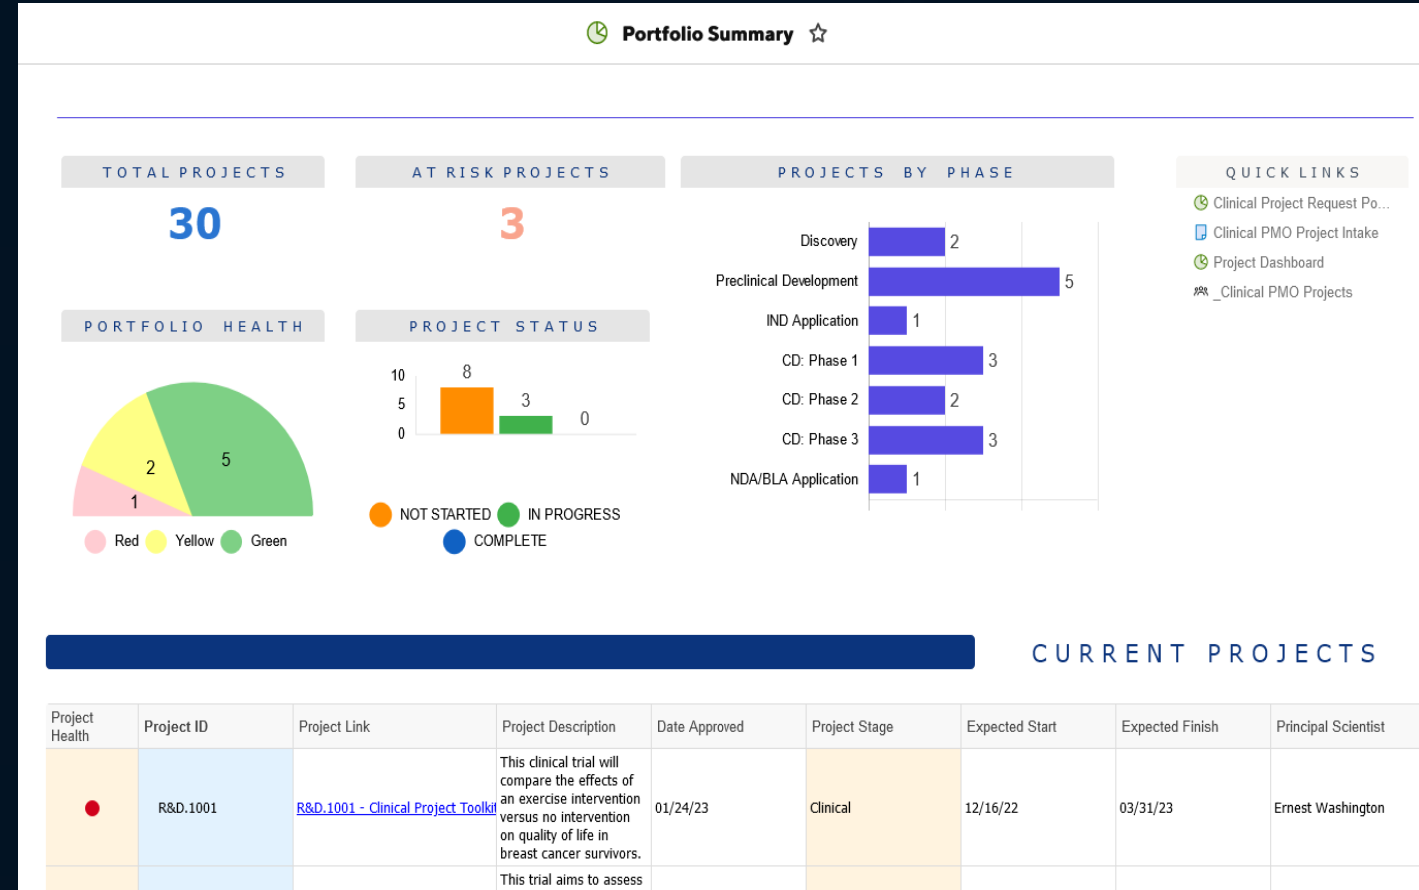 Portfolio Summary
TOTAL PROJECTS
30
AT RISK PROJECTS
3
PROJECTS BY PHASE
Discovery 2
Preclinical Development 5
IND Application 1
CD: Phase 1 3
CD: Phase 2 2
CD: Phase 3 3
NDA/BLA Application 1
QUICK LINKS
Clinical Project Request Po...
Clinical PMO Project Intake
Project Dashboard
_Clinical PMO Projects
PORTFOLIO HEALTH
1
2
5
Red Yellow Green
PROJECT STATUS
10
5
0
8
3
0
NOT STARTED IN PROGRESS
COMPLETE
CURRENT PROJECTS
Project
Health
Project ID
Project Link
Project Description
Date Approved
Project Stage
Expected Start
Expected Finish
Principal Scientist
R&D.1001
R&D.1001 - Clinical Project Toolkit
This clinical trial will
compare the effects of
an exercise intervention
versus no intervention
on quality of life in
breast cancer survivors.
01/24/23
Clinical
12/16/22
03/31/23
Ernest Washington
This trial aims to assess